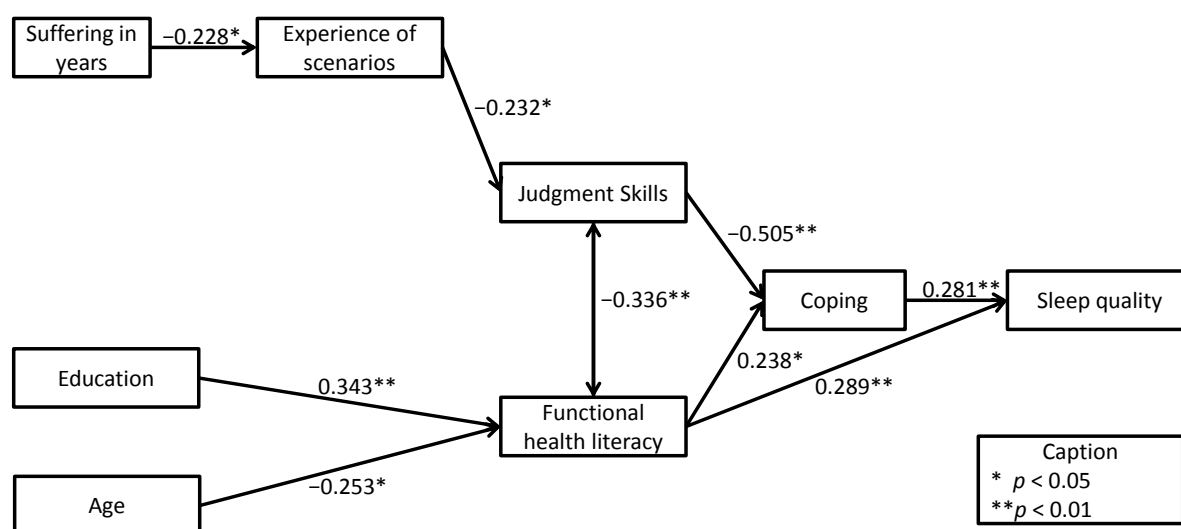 Suffering in
years
−0.228*
Experience of
scenarios
−0.232*
Judgment Skills
−0.505**
−0.336**
Coping
0.281**
Sleep quality
Education
0.343**
0.238*
0.289**
Functional
health literacy
Age
−0.253*
Caption
* p < 0.05
**p < 0.01